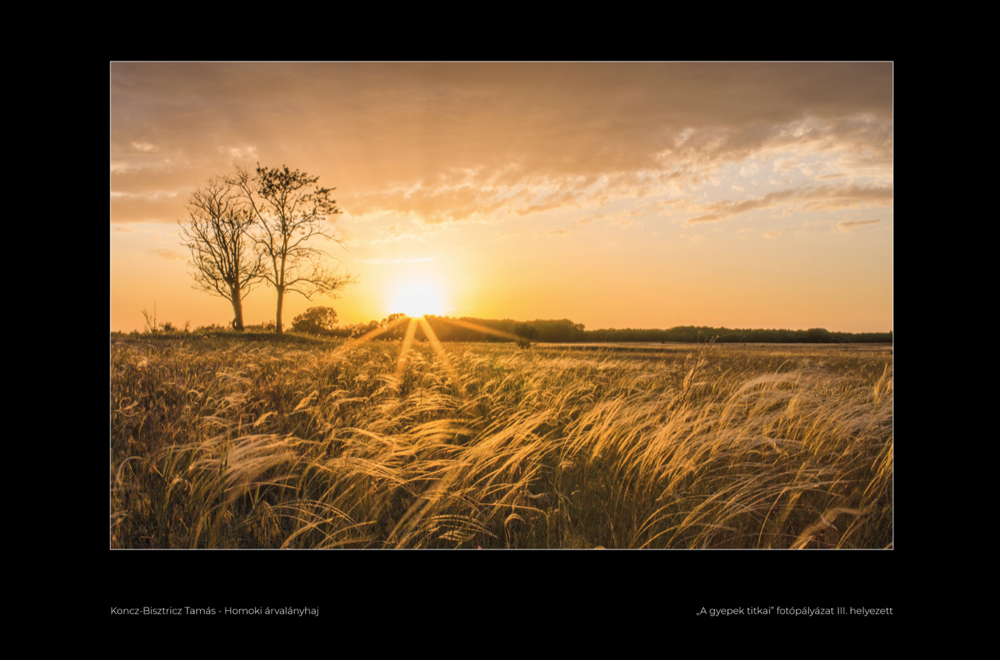 Koncz-Bisztricz Tamás - Homoki árvalányhaj
„A gyepek titkai” fotópályázat III. helyezett